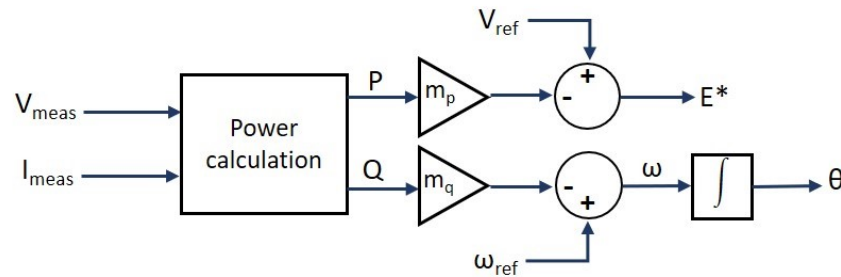 V_ref
P
m_p
+
-
E*
V_meas
Power
calculation
I_meas
Q
m_q
-
+
ω
∫
θ
ω_ref